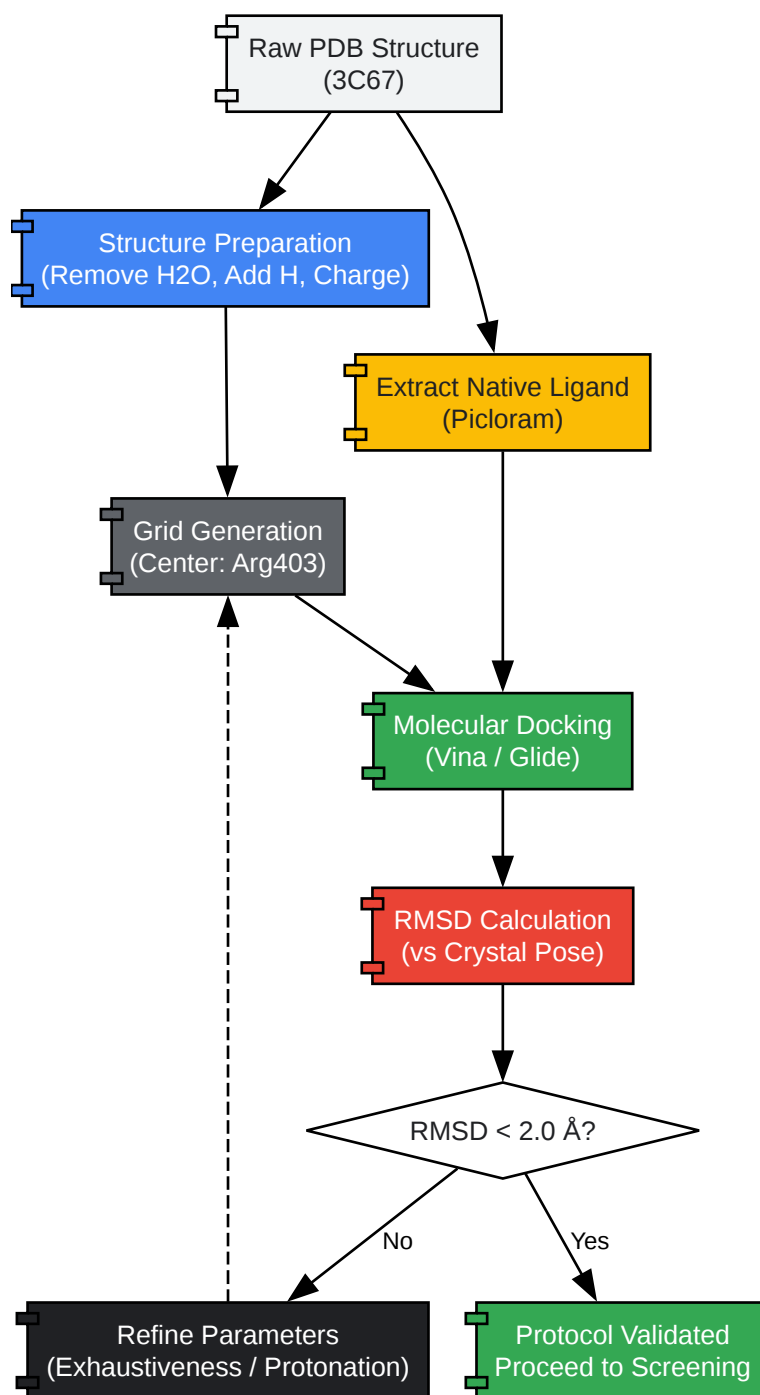 Raw PDB Structure
(3C67)
Structure Preparation
(Remove H2O, Add H, Charge)
Extract Native Ligand
(Picloram)
Grid Generation
(Center: Arg403)
Molecular Docking
(Vina / Glide)
RMSD Calculation
(vs Crystal Pose)
RMSD < 2.0 Å?
No
Yes
Refine Parameters
(Exhaustiveness / Protonation)
Protocol Validated
Proceed to Screening